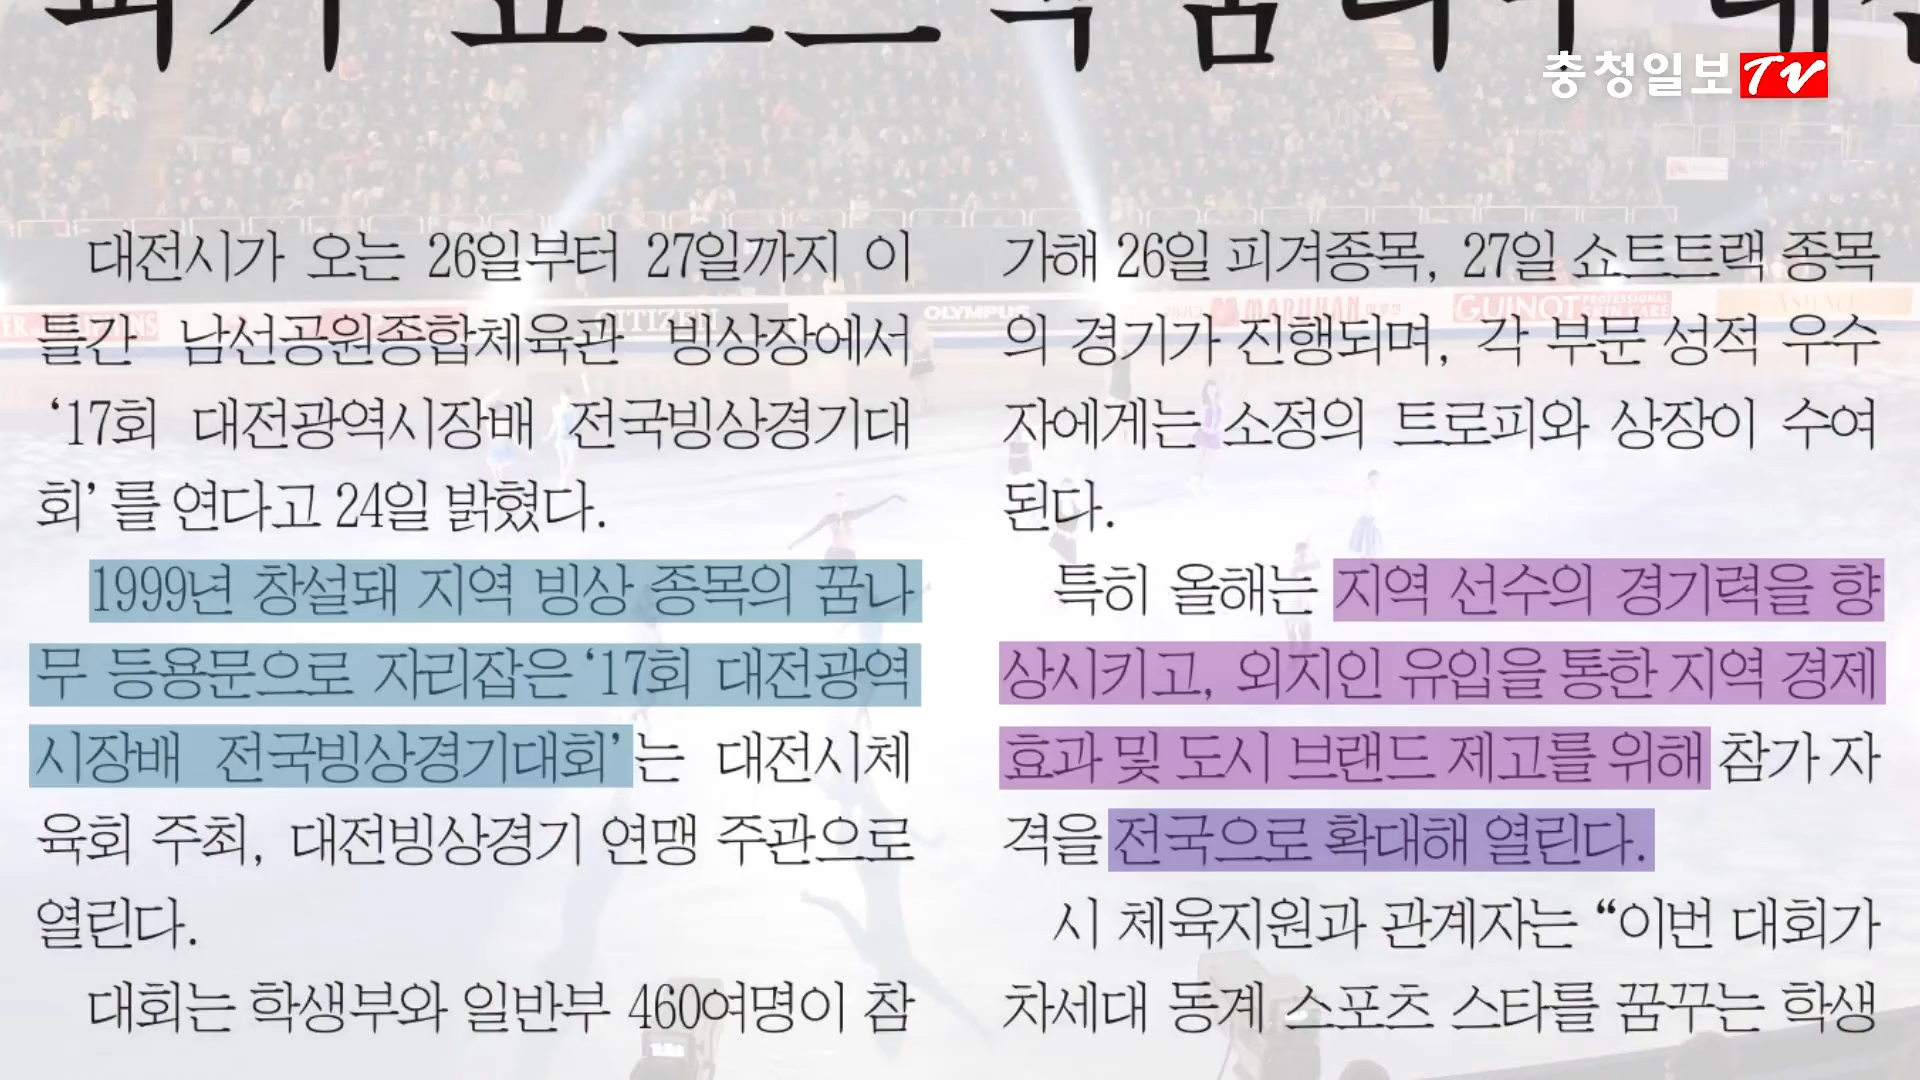 충청일보TV
대전시가 오는 26일부터 27일까지 이
틀간 남선공원종합체육관 빙상장에서
‘17회 대전광역시장배 전국빙상경기대
회’를 연다고 24일 밝혔다.
1999년 창설돼 지역 빙상 종목의 꿈나
무 등용문으로 자리잡은 ‘17회 대전광역
시장배 전국빙상경기대회’는 대전시체
육회 주최, 대전빙상경기 연맹 주관으로
열린다.
대회는 학생부와 일반부 460여명이 참
가해 26일 피겨종목, 27일 쇼트트랙 종목
의 경기가 진행되며, 각 부문 성적 우수
자에게는 소정의 트로피와 상장이 수여
된다.
특히 올해는 지역 선수의 경기력을 향
상시키고, 외지인 유입을 통한 지역 경제
효과 및 도시 브랜드 제고를 위해 참가 자
격을 전국으로 확대해 열린다.
시 체육지원과 관계자는 “이번 대회가
차세대 동계 스포츠 스타를 꿈꾸는 학생
CITIZEN
OLYMPUS
MARUHAN
GUINOT PROFESSIONAL SKIN CARE